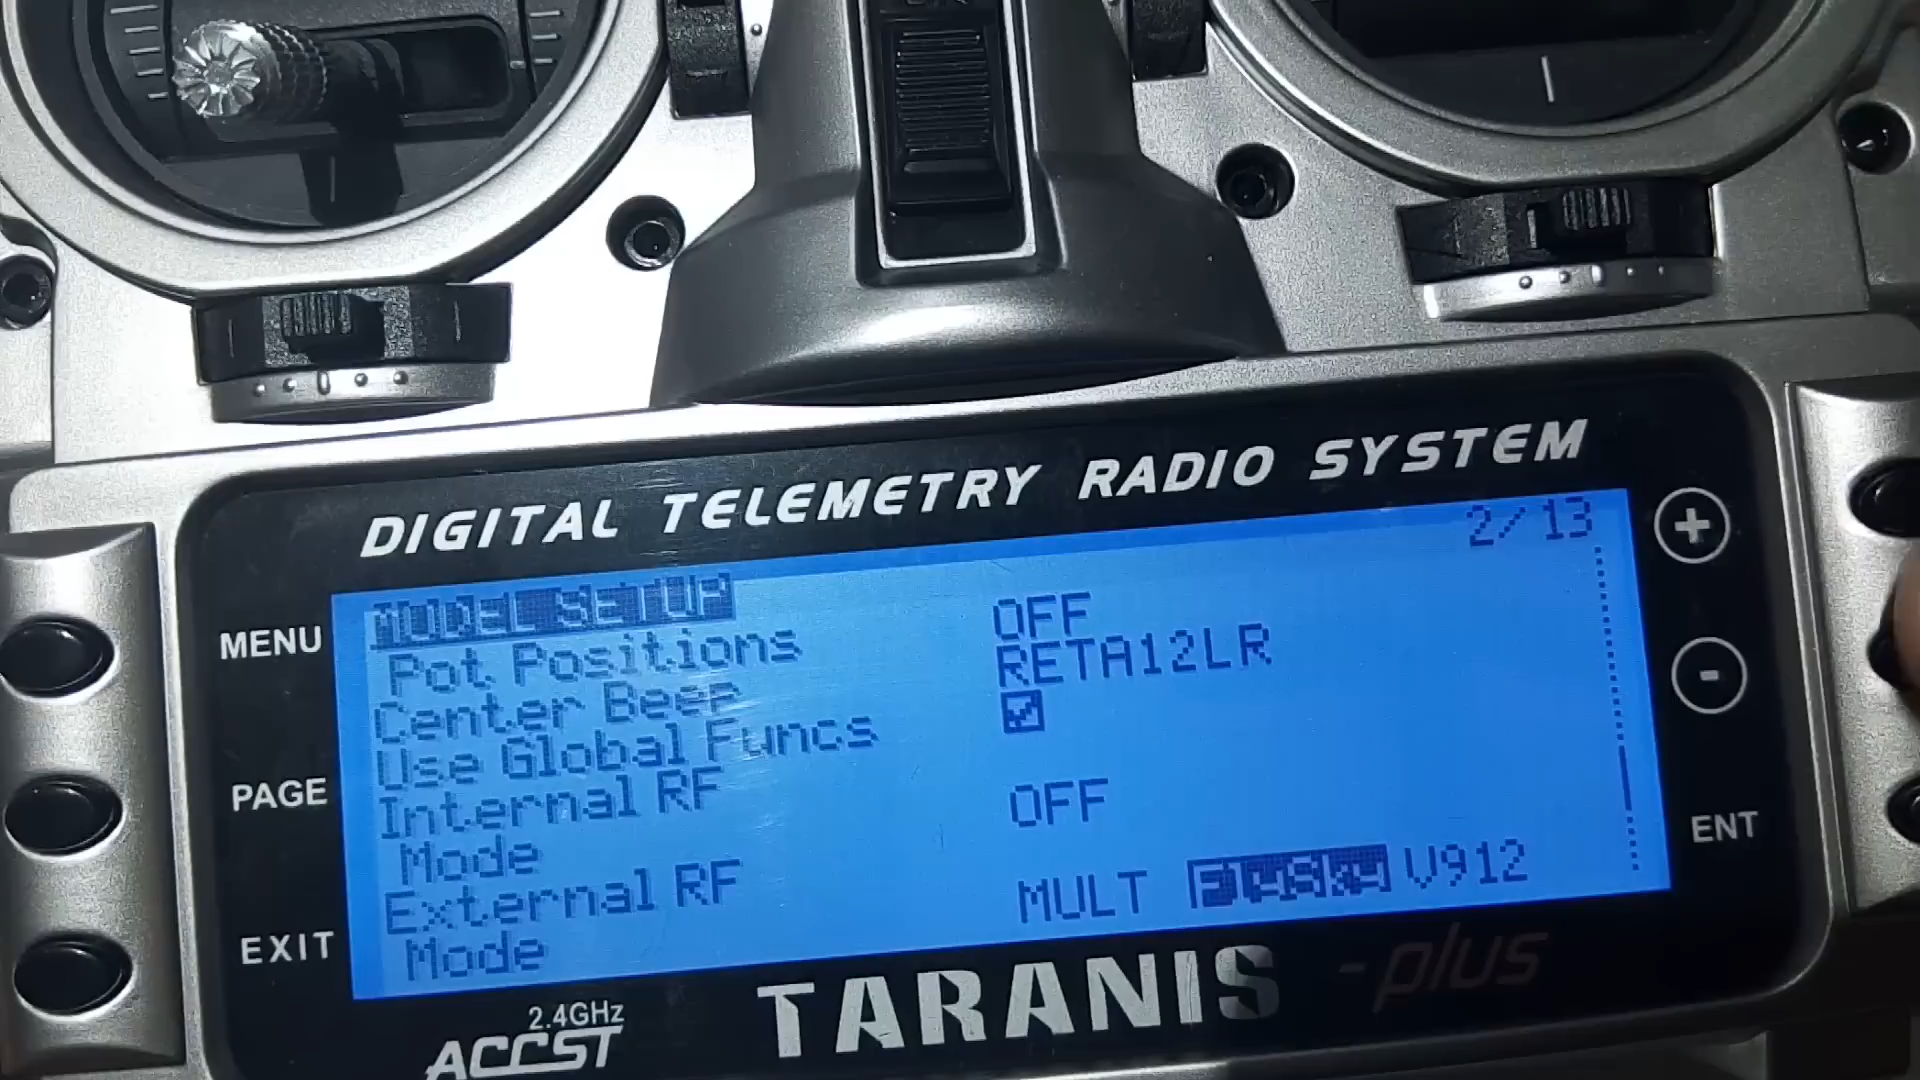 DIGITAL TELEMETRY RADIO SYSTEM
MODEL SETUP 2/13
Pot Positions OFF
Center Beep RETA12LR
Use Global Funcs
Internal RF
Mode OFF
External RF
Mode MULT FlySky V912
MENU
PAGE
EXIT
+
-
ENT
2.4GHz
ACCST
TARANIS -plus